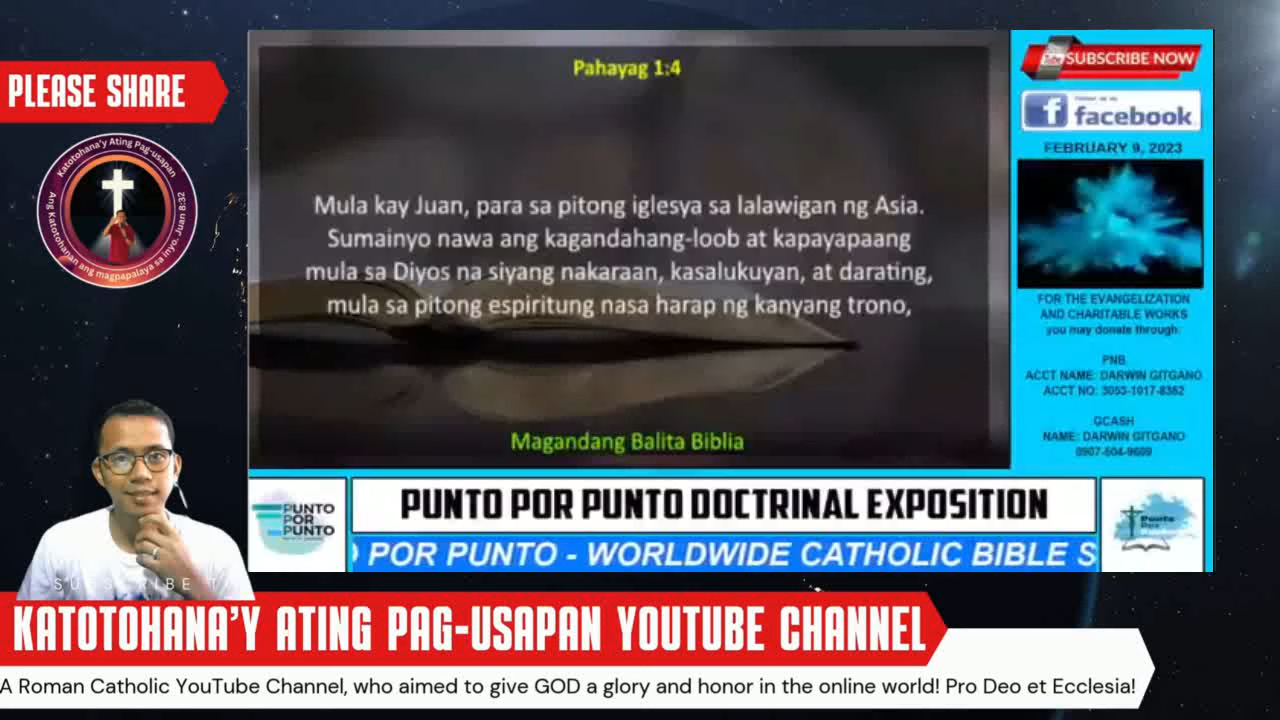 PLEASE SHARE
Katotohana'y Ating Pag-usapan
Ang Katotohanan ang magpapalaya sa inyo. Juan 8:32
Pahayag 1:4
Mula kay Juan, para sa pitong iglesya sa lalawigan ng Asia.
Sumainyo nawa ang kagandahang-loob at kapayapaang
mula sa Diyos na siyang nakaraan, kasalukuyan, at darating,
mula sa pitong espiritung nasa harap ng kanyang trono,
Magandang Balita Biblia
SUBSCRIBE NOW
facebook
FEBRUARY 9, 2023
FOR THE EVANGELIZATION
AND CHARITABLE WORKS
you may donate through:
PNB
ACCT NAME: DARWIN GITGANO
ACCT NO: 3053-1017-8362
GCASH
NAME: DARWIN GITGANO
PUNTO
POR
PUNTO
PUNTO POR PUNTO DOCTRINAL EXPOSITION
POR PUNTO - WORLDWIDE CATHOLIC BIBLE S
Punto
Por
SUBSCRIBE
KATOTOHANA'Y ATING PAG-USAPAN YOUTUBE CHANNEL
A Roman Catholic YouTube Channel, who aimed to give GOD a glory and honor in the online world! Pro Deo et Ecclesia!